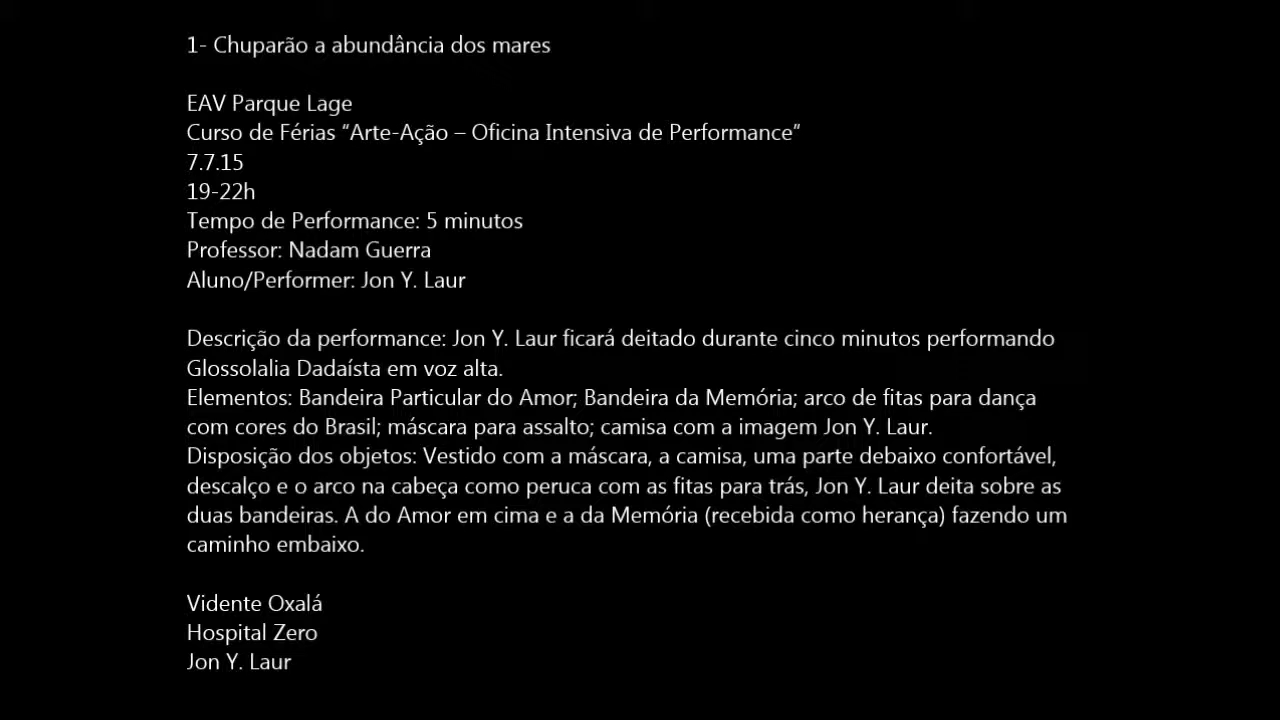 1- Chuparão a abundância dos mares
EAV Parque Lage
Curso de Férias “Arte-Ação – Oficina Intensiva de Performance”
7.7.15
19-22h
Tempo de Performance: 5 minutos
Professor: Nadam Guerra
Aluno/Performer: Jon Y. Laur
Descrição da performance: Jon Y. Laur ficará deitado durante cinco minutos performando
Glossolalia Dadaísta em voz alta.
Elementos: Bandeira Particular do Amor; Bandeira da Memória; arco de fitas para dança
com cores do Brasil; máscara para assalto; camisa com a imagem Jon Y. Laur.
Disposição dos objetos: Vestido com a máscara, a camisa, uma parte debaixo confortável,
descalço e o arco na cabeça como peruca com as fitas para trás, Jon Y. Laur deita sobre as
duas bandeiras. A do Amor em cima e a da Memória (recebida como herança) fazendo um
caminho embaixo.
Vidente Oxalá
Hospital Zero
Jon Y. Laur